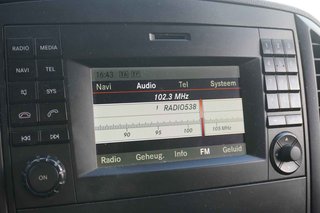 RADIO MEDIA
NAVI TEL
SYS
ON
16:43 TA
Navi Audio Tel Systeem
102.3 MHz
! RADIO538
90 95 100 105 MHz
Radio Geheug. Info FM Geluid